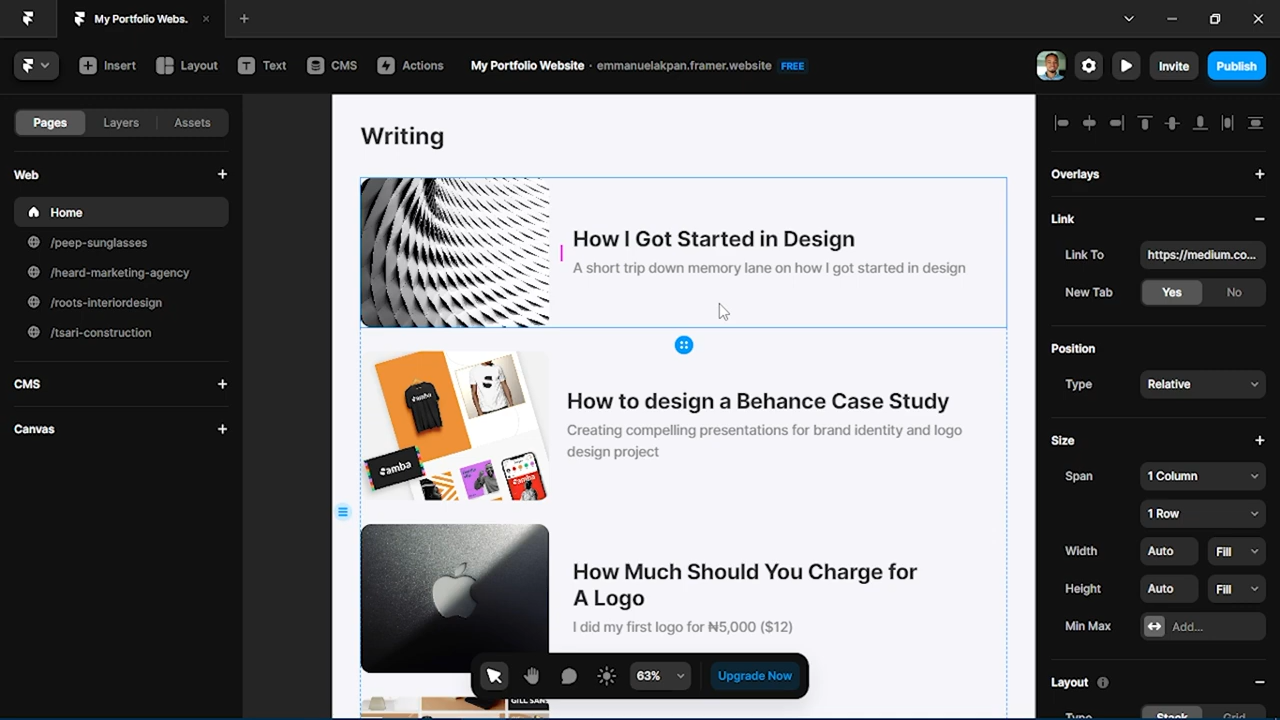 My Portfolio Webs.
Insert
Layout
Text
CMS
Actions
My Portfolio Website · emmanuelakpan.framer.website FREE
Invite
Publish
Pages
Layers
Assets
Web
Home
/peep-sunglasses
/heard-marketing-agency
/roots-interiordesign
/tsari-construction
CMS
Canvas
Writing
How I Got Started in Design
A short trip down memory lane on how I got started in design
How to design a Behance Case Study
Creating compelling presentations for brand identity and logo
design project
samba
How Much Should You Charge for
A Logo
I did my first logo for ₦5,000 ($12)
GILL SANS
63%
Upgrade Now
Overlays
Link
Link To
https://medium.co...
New Tab
Yes
No
Position
Type
Relative
Size
Span
1 Column
1 Row
Width
Auto
Fill
Height
Auto
Fill
Min Max
Add...
Layout
Type
Stack
Grid